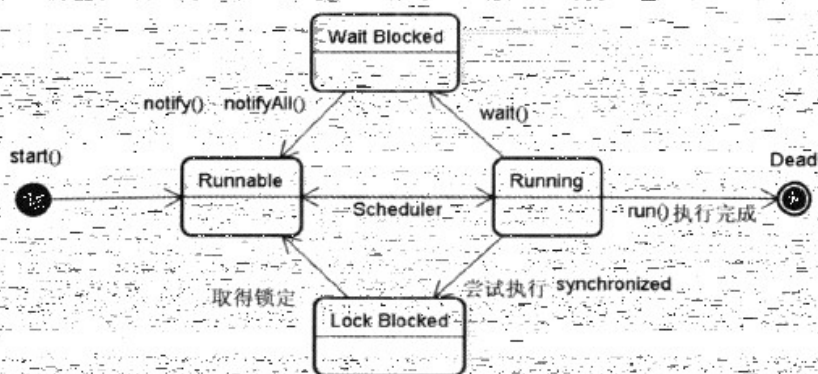 Wait Blocked
notify() notifyAll()
wait()
start()
Runnable
Running
Dead
Scheduler
run() 执行完成
取得锁定
尝试执行 synchronized
Lock Blocked